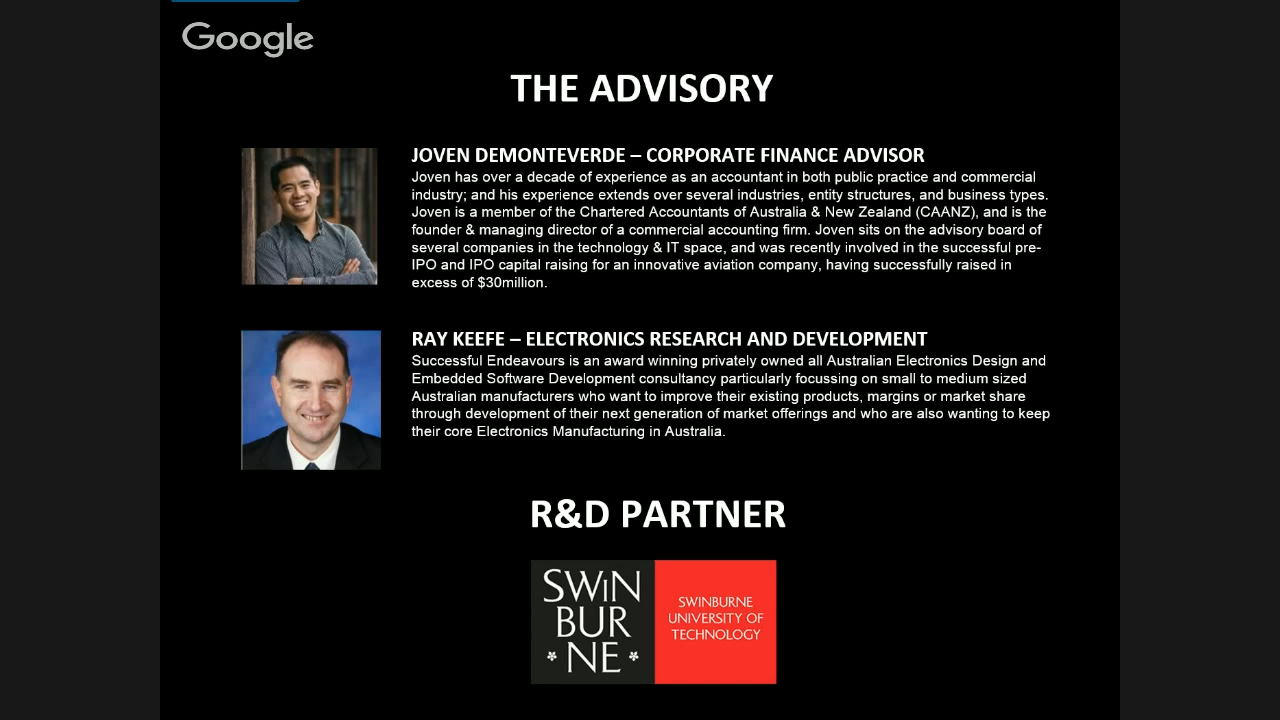 Google
THE ADVISORY
JOVEN DEMONTEVERDE – CORPORATE FINANCE ADVISOR
Joven has over a decade of experience as an accountant in both public practice and commercial
industry; and his experience extends over several industries, entity structures, and business types.
Joven is a member of the Chartered Accountants of Australia & New Zealand (CAANZ), and is the
founder & managing director of a commercial accounting firm. Joven sits on the advisory board of
several companies in the technology & IT space, and was recently involved in the successful pre-
IPO and IPO capital raising for an innovative aviation company, having successfully raised in
excess of $30million.
RAY KEEFE – ELECTRONICS RESEARCH AND DEVELOPMENT
Successful Endeavours is an award winning privately owned all Australian Electronics Design and
Embedded Software Development consultancy particularly focussing on small to medium sized
Australian manufacturers who want to improve their existing products, margins or market share
through development of their next generation of market offerings and who are also wanting to keep
their core Electronics Manufacturing in Australia.
R&D PARTNER
SWIN
BUR
NE
SWINBURNE
UNIVERSITY OF
TECHNOLOGY